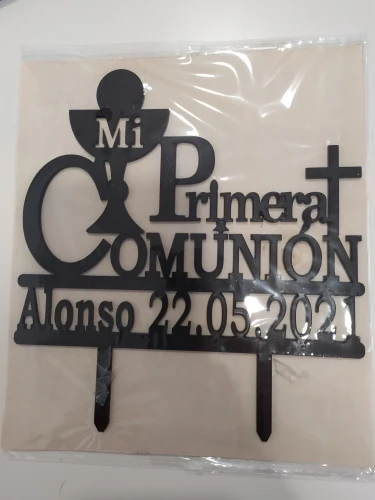 Mi
Primera
COMUNIÓN
Alonso 22.05.2021